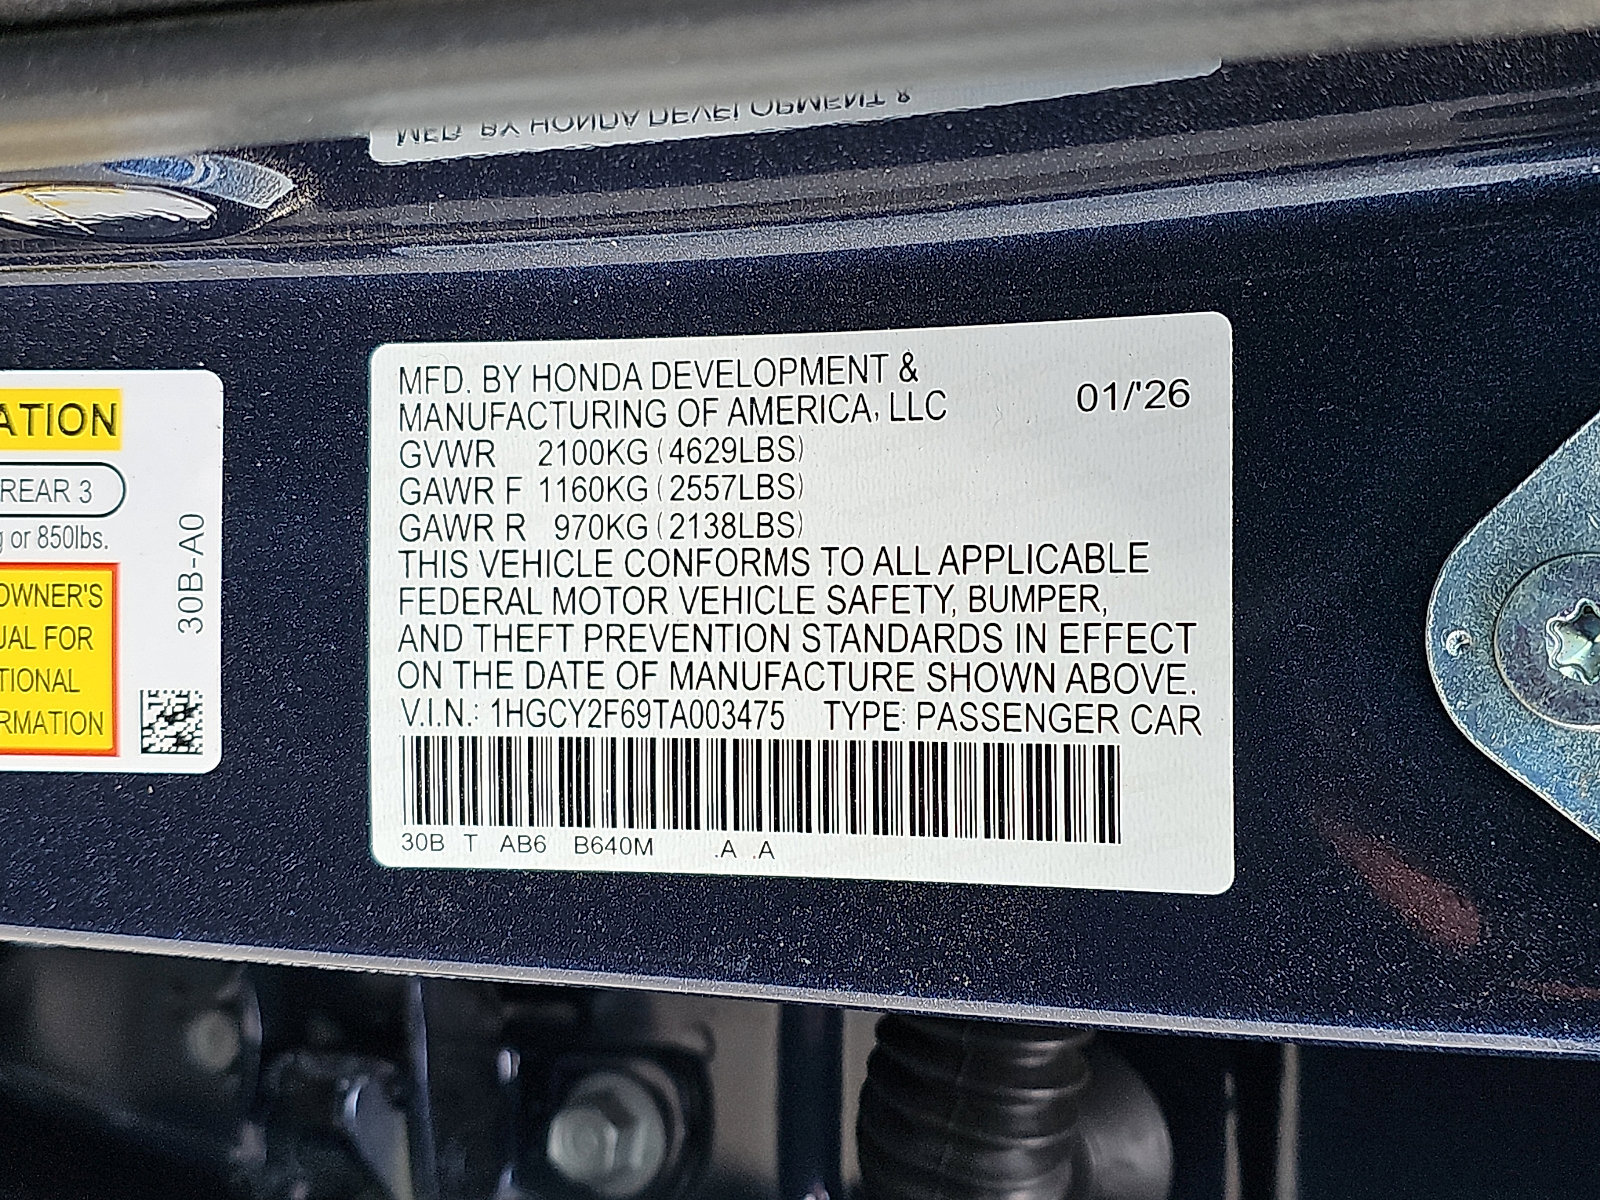 MFD. BY HONDA DEVELOPMENT &
ATION
REAR 3
g or 850lbs.
OWNER'S
UAL FOR
TIONAL
RMATION
30B-A0
MFD. BY HONDA DEVELOPMENT &
MANUFACTURING OF AMERICA, LLC 01/'26
GVWR 2100KG (4629LBS)
GAWR F 1160KG (2557LBS)
GAWR R 970KG (2138LBS)
THIS VEHICLE CONFORMS TO ALL APPLICABLE
FEDERAL MOTOR VEHICLE SAFETY, BUMPER,
AND THEFT PREVENTION STANDARDS IN EFFECT
ON THE DATE OF MANUFACTURE SHOWN ABOVE.
V.I.N.: 1HGCY2F69TA003475 TYPE: PASSENGER CAR
30B T AB6 B640M .A .A